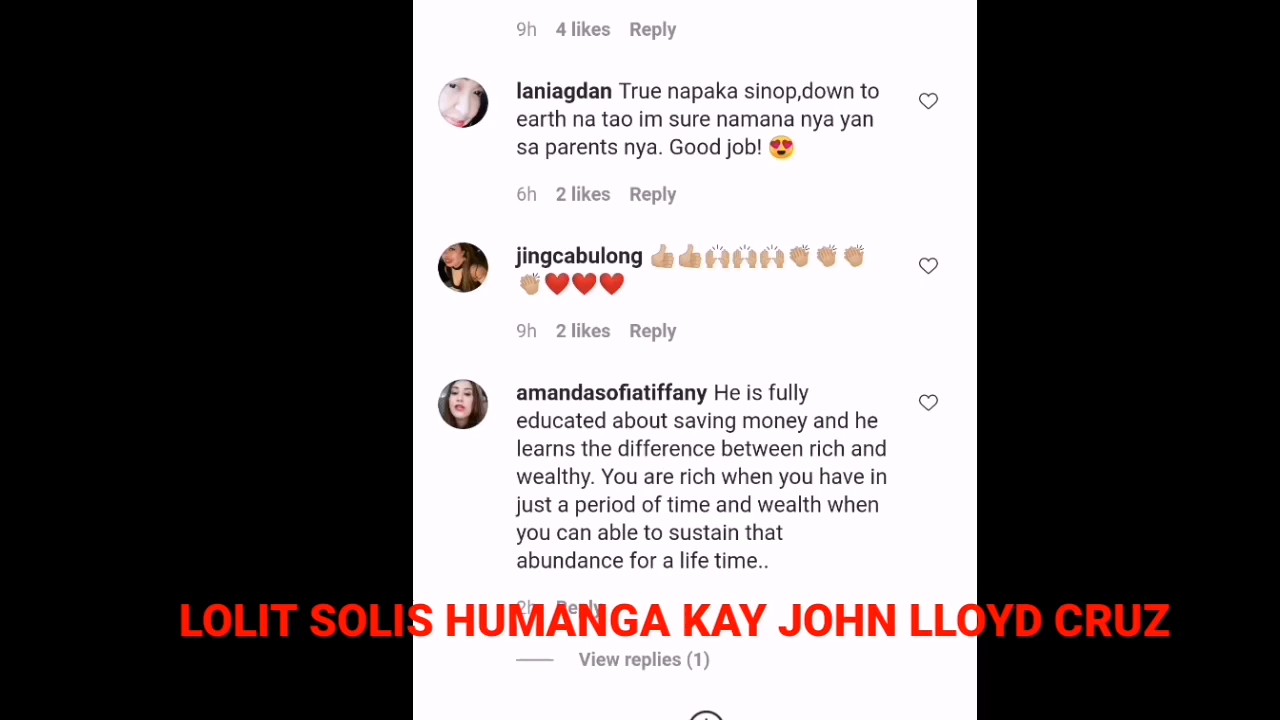 9h 4 likes Reply
laniagdan True napaka sinop,down to
earth na tao im sure namana nya yan
sa parents nya. Good job! 😍
6h 2 likes Reply
jingcabulong 👍🏼👍🏼🙌🏼🙌🏼🙌🏼👏🏼👏🏼👏🏼
👏🏼❤️❤️❤️
9h 2 likes Reply
amandasofiatiffany He is fully
educated about saving money and he
learns the difference between rich and
wealthy. You are rich when you have in
just a period of time and wealth when
you can able to sustain that
abundance for a life time..
2h Reply
LOLIT SOLIS HUMANGA KAY JOHN LLOYD CRUZ
View replies (1)